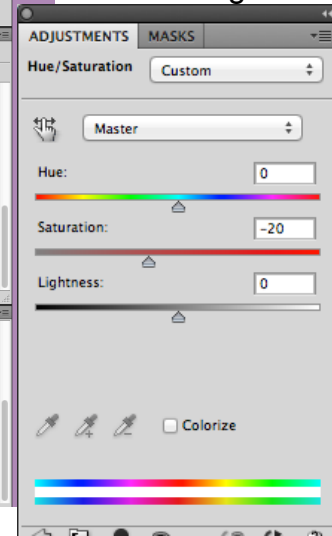 ADJUSTMENTS MASKS
Hue/Saturation Custom
Master
Hue: 0
Saturation: -20
Lightness: 0
Colorize